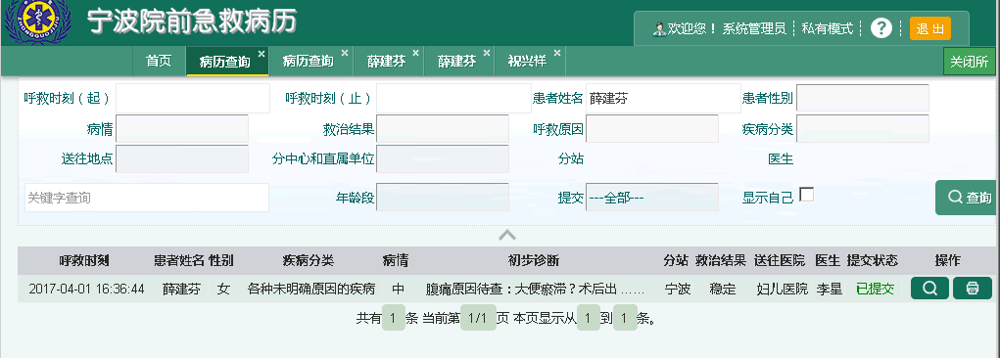 宁波院前急救病历
欢迎您！ 系统管理员 私有模式 ? 退 出
首页 病历查询 × 病历查询 × 薛建芬 × 薛建芬 × 祝兴祥 × 关闭所
呼救时刻（起） 呼救时刻（止） 患者姓名 薛建芬 患者性别
病情 救治结果 呼救原因 疾病分类
送往地点 分中心和直属单位 分站 医生
关键字查询 年龄段 提交 ---全部--- 显示自己 查询
呼救时刻 患者姓名 性别 疾病分类 病情 初步诊断 分站 救治结果 送往医院 医生 提交状态 操作
2017-04-01 16:36:44 薛建芬 女 各种未明确原因的疾病 中 腹痛原因待查：大便瘀滞？术后出 …… 宁波 稳定 妇儿医院 李星 已提交
共有 1 条 当前第 1/1 页 本页显示从 1 到 1 条。